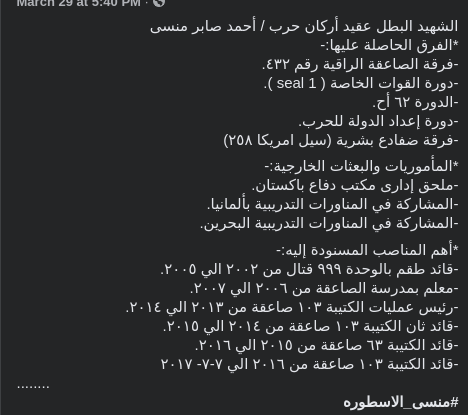 March 29 at 5:40 PM ·
الشهيد البطل عقيد أركان حرب / أحمد صابر منسى
*الفرق الحاصلة عليها:-
-فرقة الصاعقة الراقية رقم ٤٣٢.
-دورة القوات الخاصة ( seal 1 ).
-الدورة ٦٢ أح.
-دورة إعداد الدولة للحرب.
-فرقة ضفادع بشرية (سيل امريكا ٢٥٨)
*المأموريات والبعثات الخارجية:-
-ملحق إدارى مكتب دفاع باكستان.
-المشاركة في المناورات التدريبية بألمانيا.
-المشاركة في المناورات التدريبية البحرين.
*أهم المناصب المسنودة إليه:-
-قائد طقم بالوحدة ٩٩٩ قتال من ٢٠٠٢ الي ٢٠٠٥.
-معلم بمدرسة الصاعقة من ٢٠٠٦ الي ٢٠٠٧.
-رئيس عمليات الكتيبة ١٠٣ صاعقة من ٢٠١٣ الي ٢٠١٤.
-قائد ثان الكتيبة ١٠٣ صاعقة من ٢٠١٤ الي ٢٠١٥.
-قائد الكتيبة ٦٣ صاعقة من ٢٠١٥ الي ٢٠١٦.
-قائد الكتيبة ١٠٣ صاعقة من ٢٠١٦ الي ٧-٧- ٢٠١٧
........
#منسى_الاسطوره